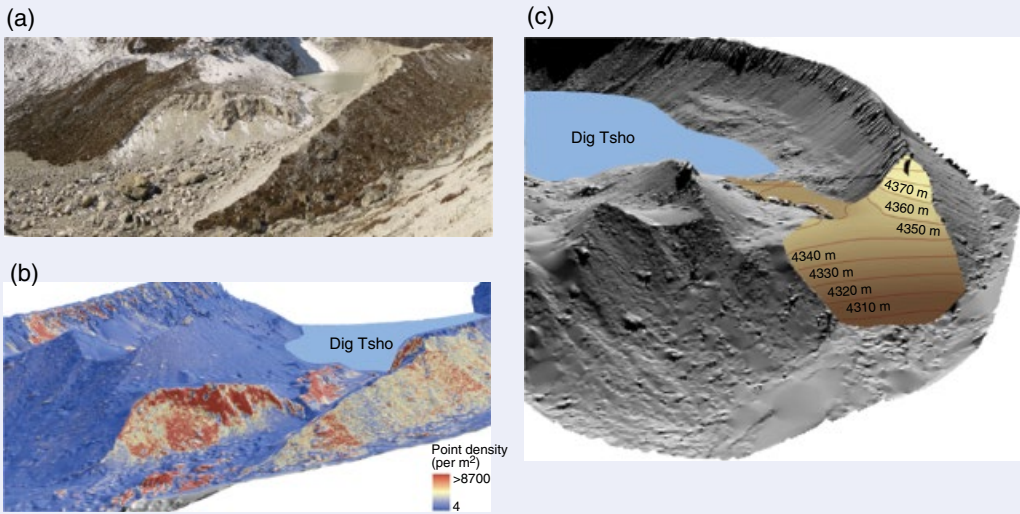 (a)
(b)
Dig Tsho
Point density
(per m²)
>8700
4
(c)
Dig Tsho
4370 m
4360 m
4350 m
4340 m
4330 m
4320 m
4310 m